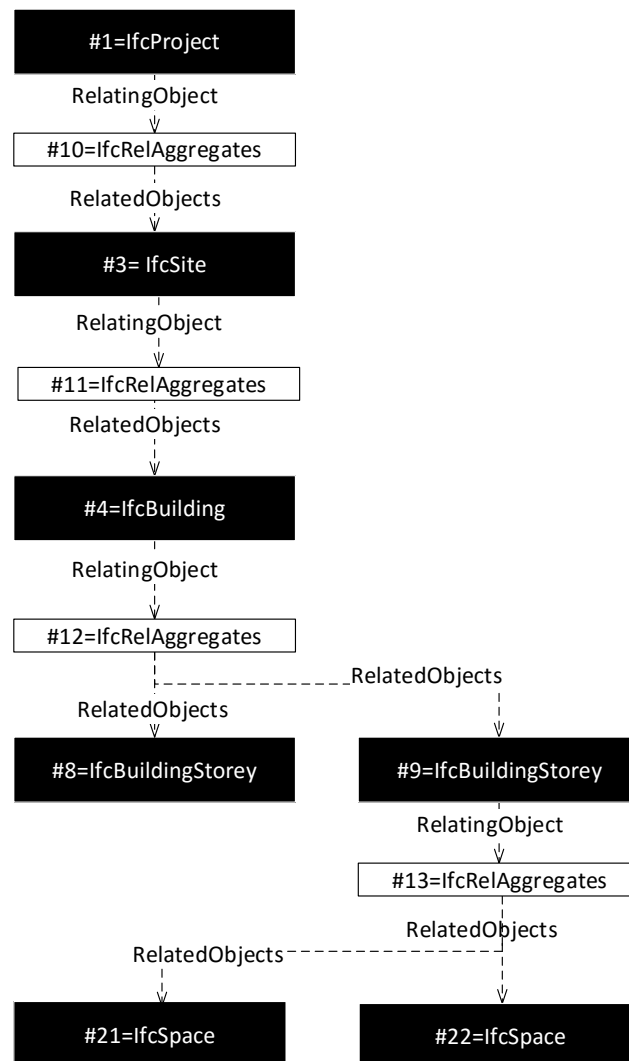 #1=IfcProject
RelatingObject
#10=IfcRelAggregates
RelatedObjects
#3= IfcSite
RelatingObject
#11=IfcRelAggregates
RelatedObjects
#4=IfcBuilding
RelatingObject
#12=IfcRelAggregates
RelatedObjects
RelatedObjects
#8=IfcBuildingStorey
#9=IfcBuildingStorey
RelatingObject
#13=IfcRelAggregates
RelatedObjects
RelatedObjects
#21=IfcSpace
#22=IfcSpace